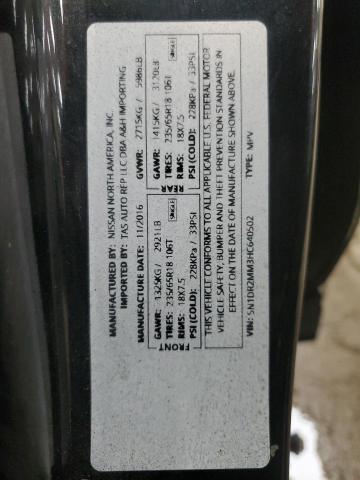 MANUFACTURED BY: NISSAN NORTH AMERICA, INC.
IMPORTED BY: TAS AUTO REP LLC DBA A&H IMPORTING
MANUFACTURE DATE: 11/2016 GVWR: 2715KG / 5986LB
FRONT
GAWR: 1325KG/ 2921LB
TIRES: 235/65R18 106T SINGLE
RIMS: 18X7.5
PSI (COLD): 228KPa / 33PSI
REAR
GAWR: 1415KG/ 3120LB
TIRES: 235/65R18 106T SINGLE
RIMS: 18X7.5
PSI (COLD): 228KPa / 33PSI
THIS VEHICLE CONFORMS TO ALL APPLICABLE U.S. FEDERAL MOTOR
VEHICLE SAFETY, BUMPER AND THEFT PREVENTION STANDARDS IN
EFFECT ON THE DATE OF MANUFACTURE SHOWN ABOVE.
VIN: 5N1DR2MM3HC640502 TYPE: MPV